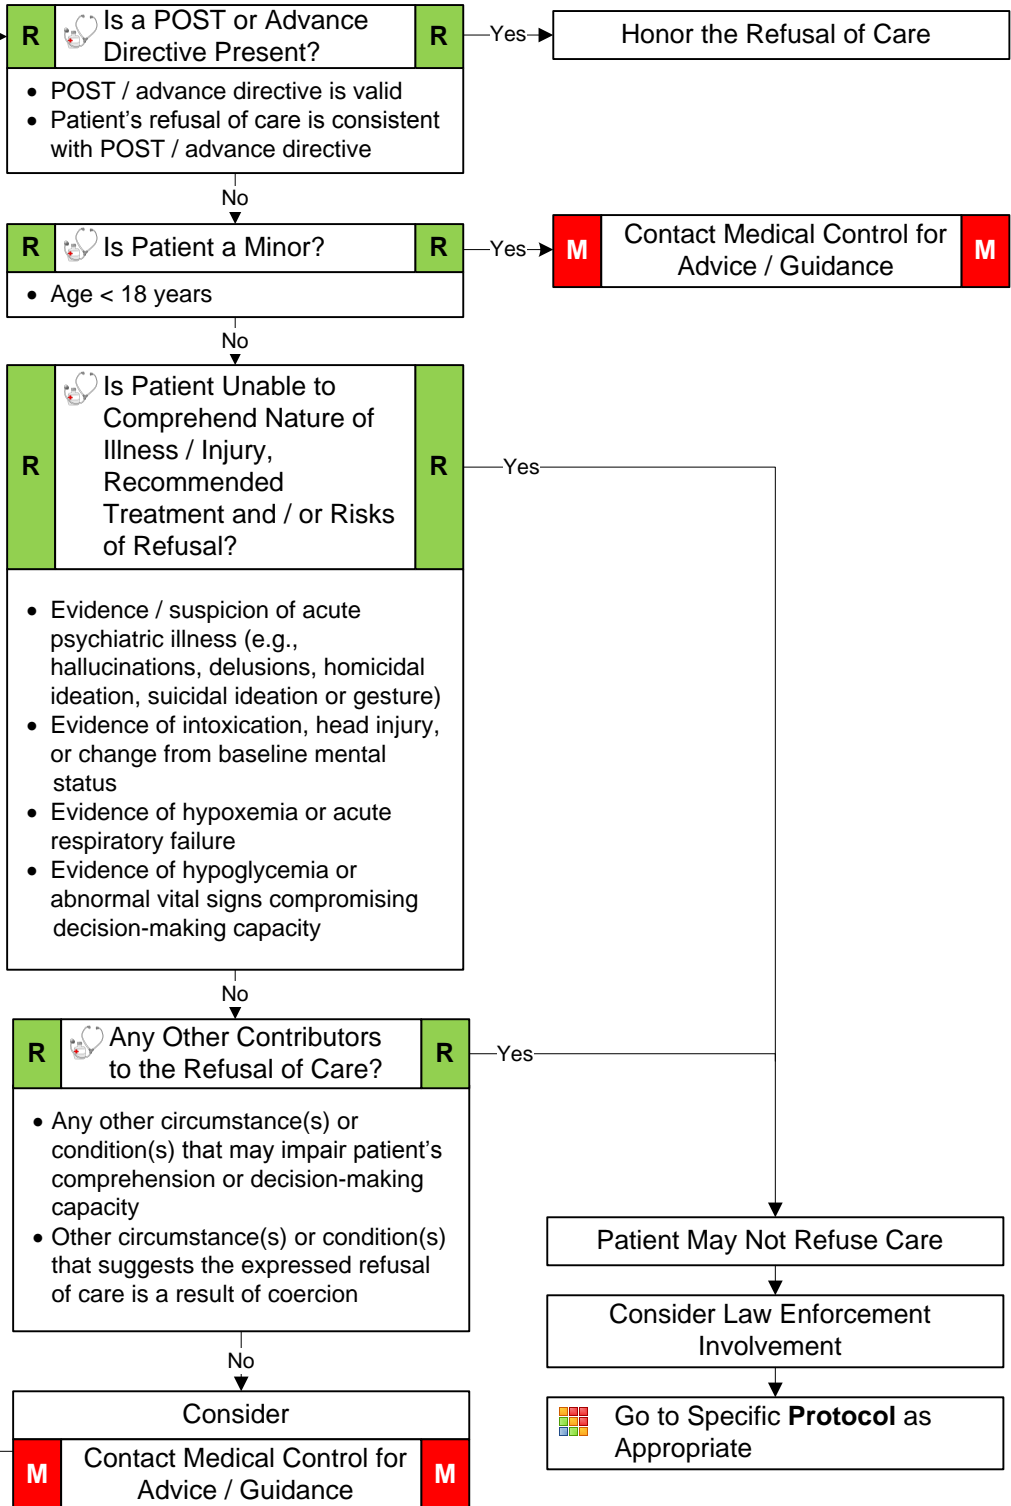 R Is a POST or Advance R
Directive Present?
Yes
Honor the Refusal of Care
• POST / advance directive is valid
• Patient's refusal of care is consistent
with POST / advance directive
No
R Is Patient a Minor? R
Yes
M Contact Medical Control for M
Advice / Guidance
• Age < 18 years
No
Is Patient Unable to
Comprehend Nature of
Illness / Injury,
R Recommended R
Treatment and / or Risks
of Refusal?
Yes
• Evidence / suspicion of acute
psychiatric illness (e.g.,
hallucinations, delusions, homicidal
ideation, suicidal ideation or gesture)
• Evidence of intoxication, head injury,
or change from baseline mental
status
• Evidence of hypoxemia or acute
respiratory failure
• Evidence of hypoglycemia or
abnormal vital signs compromising
decision-making capacity
No
R Any Other Contributors R
to the Refusal of Care?
Yes
• Any other circumstance(s) or
condition(s) that may impair patient's
comprehension or decision-making
capacity
• Other circumstance(s) or condition(s)
that suggests the expressed refusal
of care is a result of coercion
No
Consider
M Contact Medical Control for M
Advice / Guidance
Patient May Not Refuse Care
Consider Law Enforcement
Involvement
Go to Specific Protocol as
Appropriate